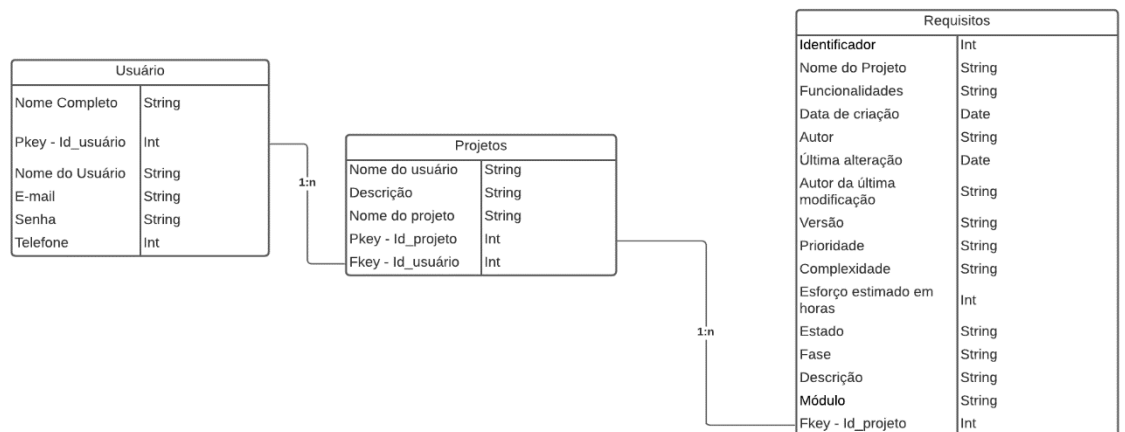 Usuário
Nome Completo String
Pkey - Id_usuário Int
Nome do Usuário String
E-mail String
Senha String
Telefone Int
1:n
Projetos
Nome do usuário String
Descrição String
Nome do projeto String
Pkey - Id_projeto Int
Fkey - Id_usuário Int
1:n
Requisitos
Identificador Int
Nome do Projeto String
Funcionalidades String
Data de criação Date
Autor String
Última alteração Date
Autor da última
modificação String
Versão String
Prioridade String
Complexidade String
Esforço estimado em
horas Int
Estado String
Fase String
Descrição String
Módulo String
Fkey - Id_projeto Int